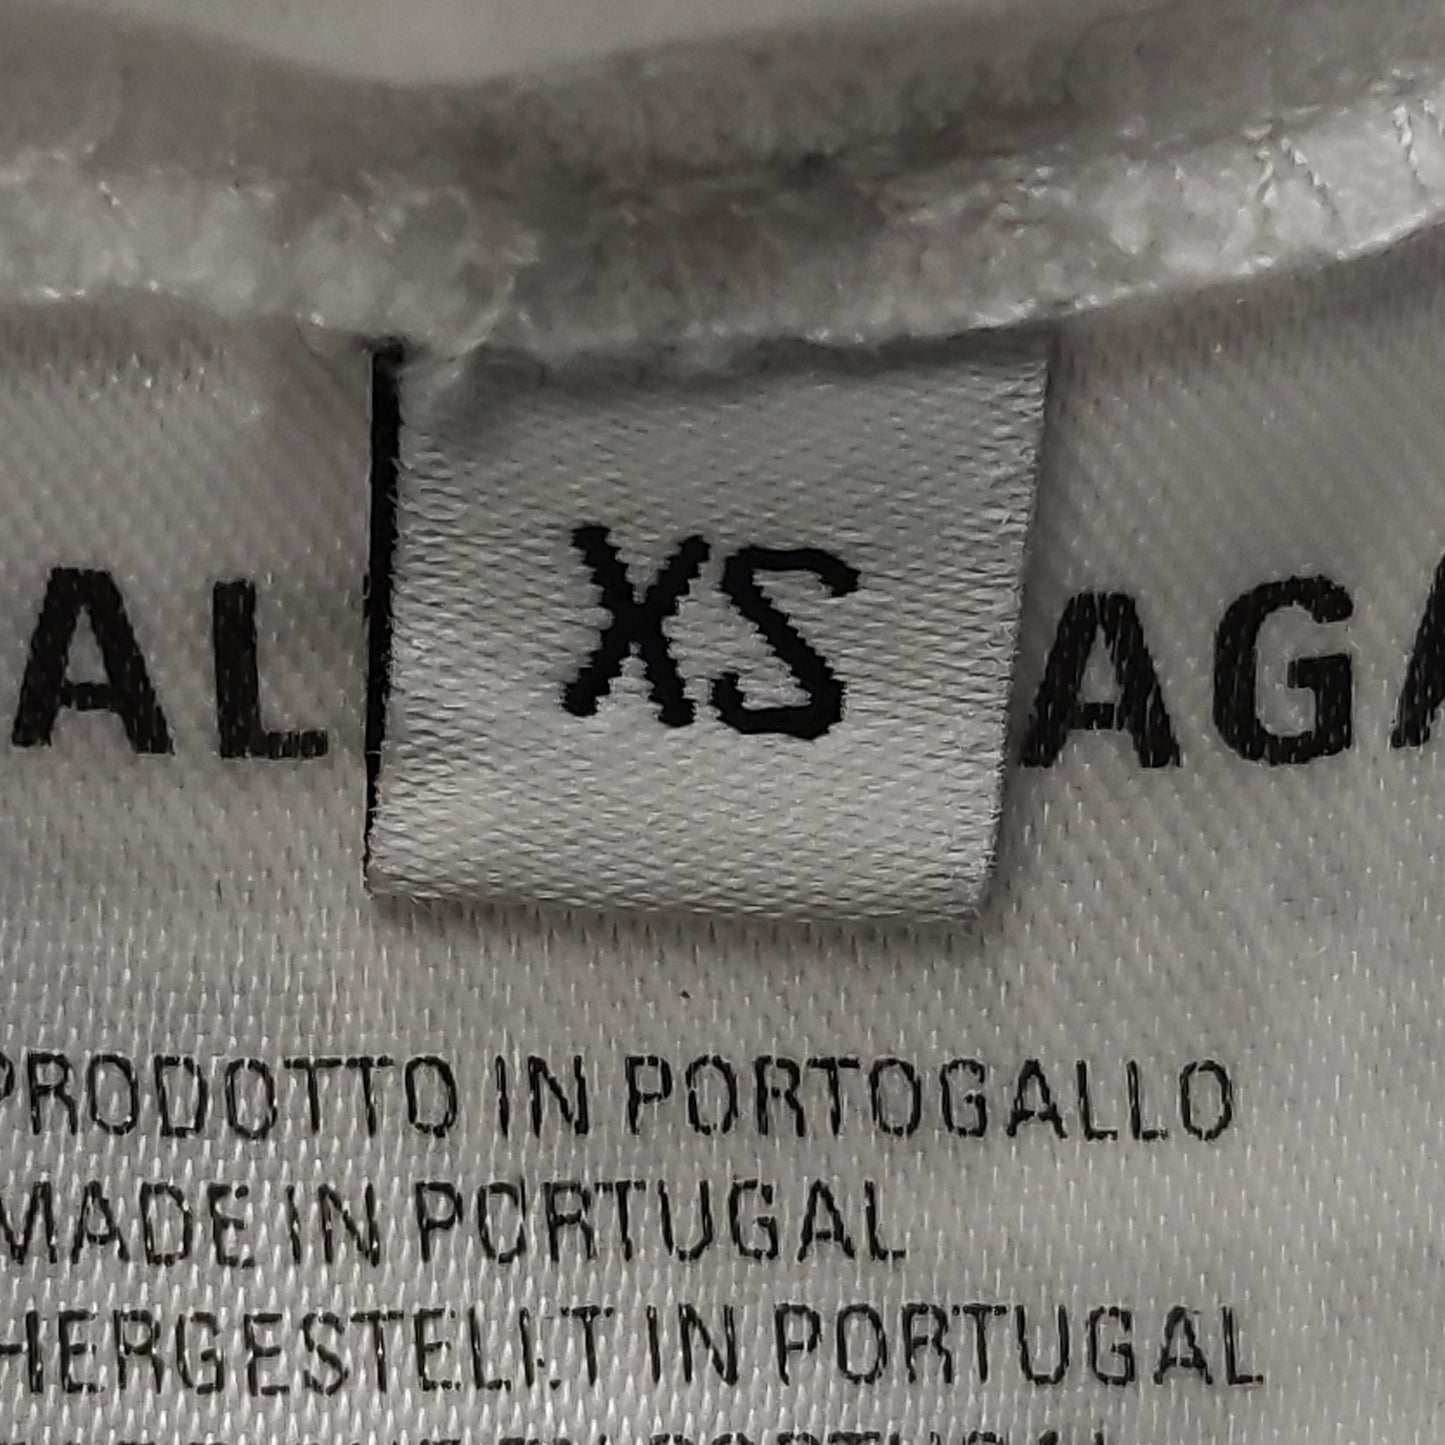 AL XS AGA
PRODOTTO IN PORTOGALLO
MADE IN PORTUGAL
HERGESTELLT IN PORTUGAL